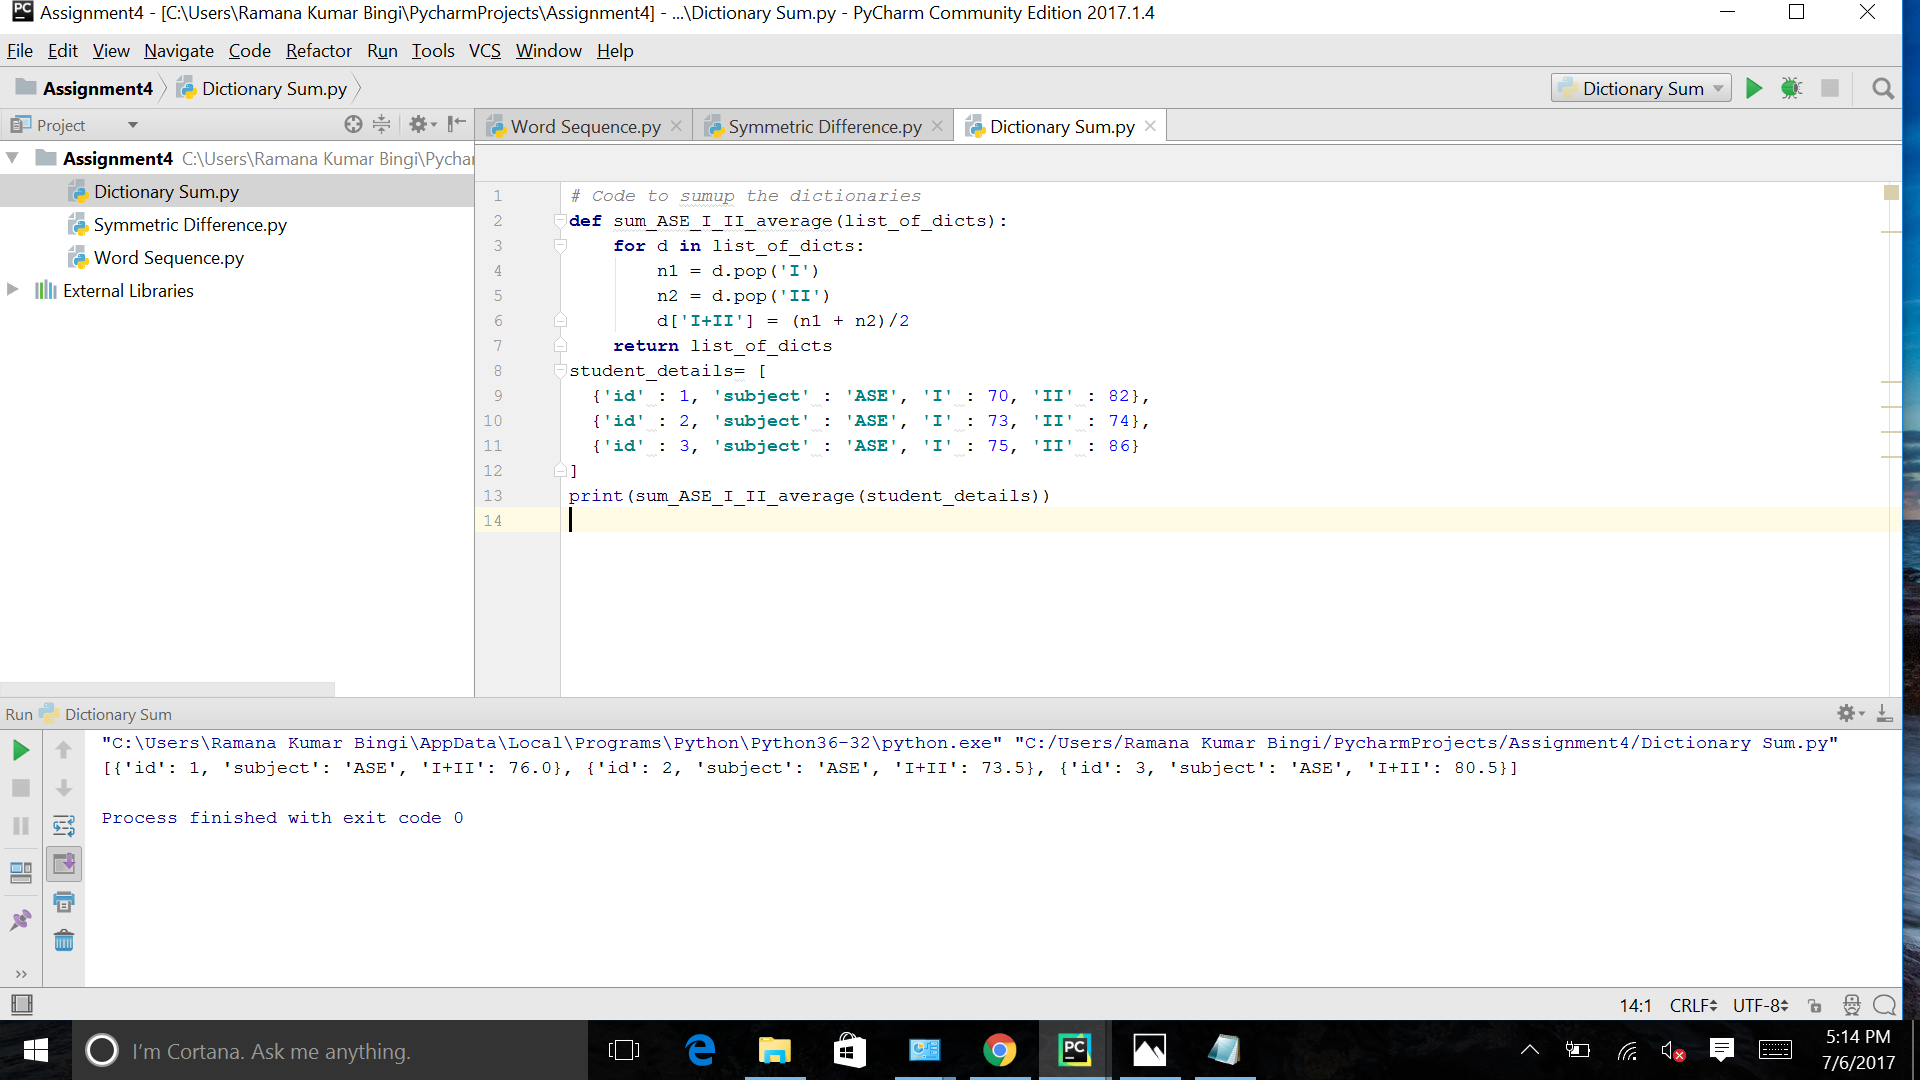 PC Assignment4 - [C:\Users\Ramana Kumar Bingi\PycharmProjects\Assignment4] - ...\Dictionary Sum.py - PyCharm Community Edition 2017.1.4
File Edit View Navigate Code Refactor Run Tools VCS Window Help
Assignment4 Dictionary Sum.py Dictionary Sum
Project Word Sequence.py Symmetric Difference.py Dictionary Sum.py
Assignment4 C:\Users\Ramana Kumar Bingi\Pychar
Dictionary Sum.py
Symmetric Difference.py
Word Sequence.py
External Libraries
1 # Code to sumup the dictionaries
2 def sum_ASE_I_II_average(list_of_dicts):
3 for d in list_of_dicts:
4 n1 = d.pop('I')
5 n2 = d.pop('II')
6 d['I+II'] = (n1 + n2)/2
7 return list_of_dicts
8 student_details= [
9 {'id' : 1, 'subject' : 'ASE', 'I' : 70, 'II' : 82},
10 {'id' : 2, 'subject' : 'ASE', 'I' : 73, 'II' : 74},
11 {'id' : 3, 'subject' : 'ASE', 'I' : 75, 'II' : 86}
12 ]
13 print(sum_ASE_I_II_average(student_details))
14
Run Dictionary Sum
"C:\Users\Ramana Kumar Bingi\AppData\Local\Programs\Python\Python36-32\python.exe" "C:/Users/Ramana Kumar Bingi/PycharmProjects/Assignment4/Dictionary Sum.py"
[{'id': 1, 'subject': 'ASE', 'I+II': 76.0}, {'id': 2, 'subject': 'ASE', 'I+II': 73.5}, {'id': 3, 'subject': 'ASE', 'I+II': 80.5}]
Process finished with exit code 0
14:1 CRLF UTF-8
I'm Cortana. Ask me anything.
PC
5:14 PM
7/6/2017